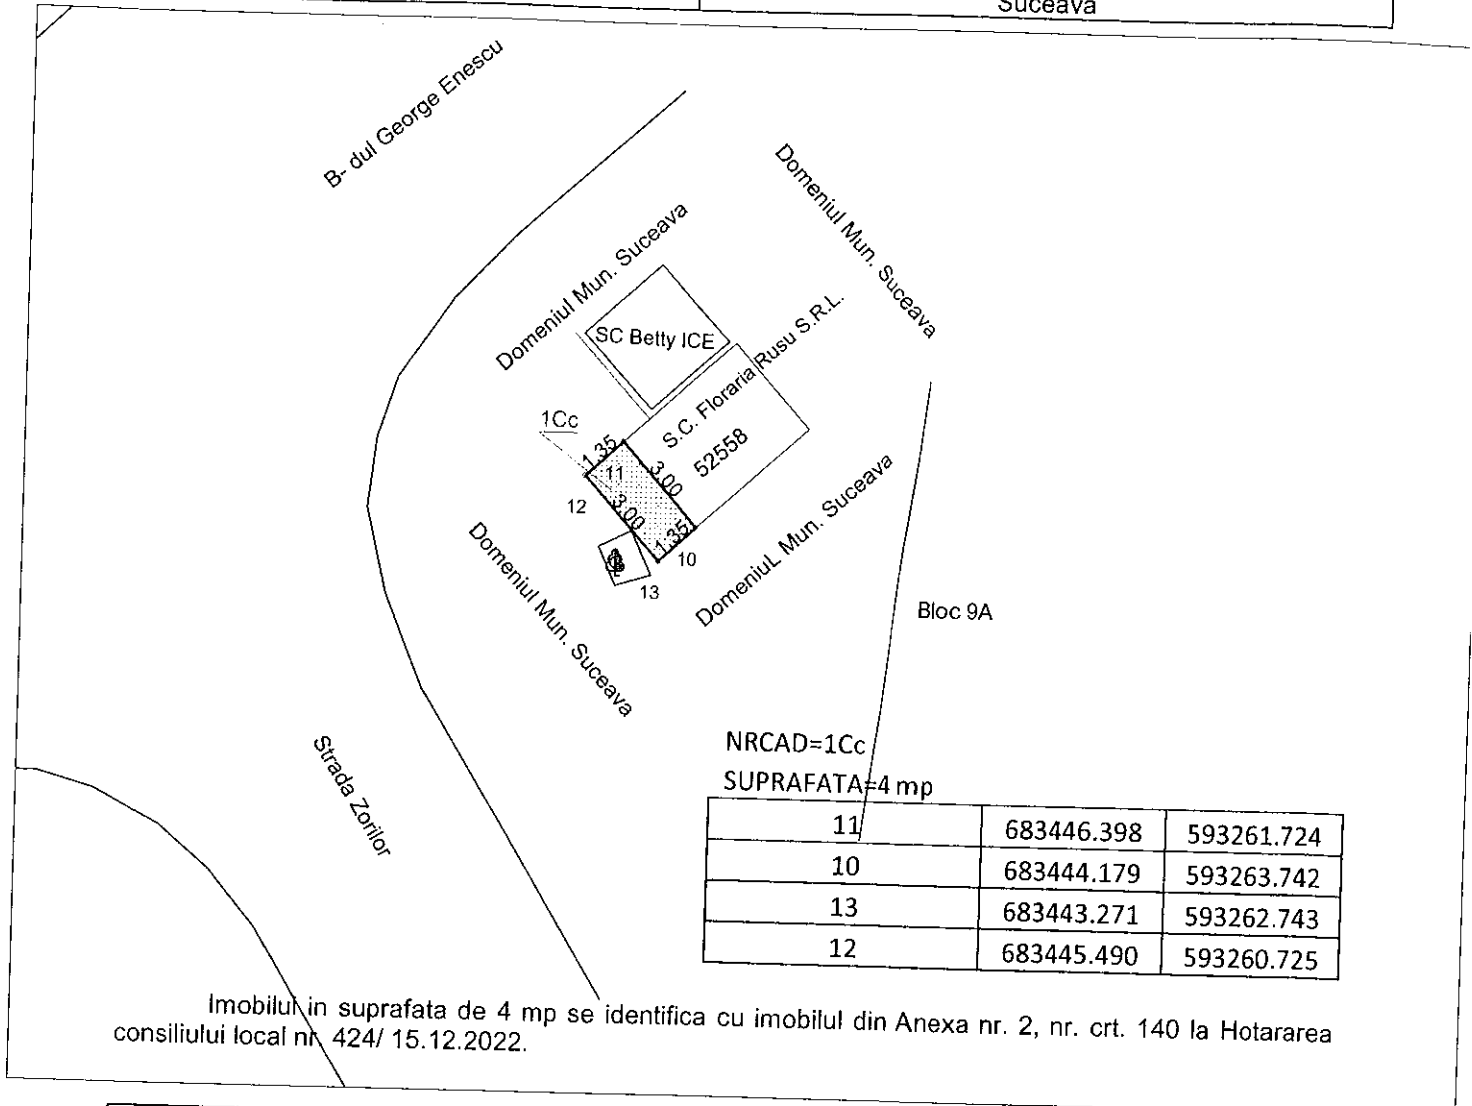 Suceava
B- dul George Enescu
Domeniul Mun. Suceava
Domeniul Mun. Suceava
SC Betty ICE
S.C. Floraria Rusu S.R.L.
52558
1Cc
1.35
11
3.00
12
3.00
1.35
10
13
Domeniul Mun. Suceava
DomeniuL Mun. Suceava
Bloc 9A
Strada Zorilor
NRCAD=1Cc
SUPRAFATA=4 mp
11 683446.398 593261.724
10 683444.179 593263.742
13 683443.271 593262.743
12 683445.490 593260.725
Imobilul in suprafata de 4 mp se identifica cu imobilul din Anexa nr. 2, nr. crt. 140 la Hotararea
consiliului local nr. 424/ 15.12.2022.